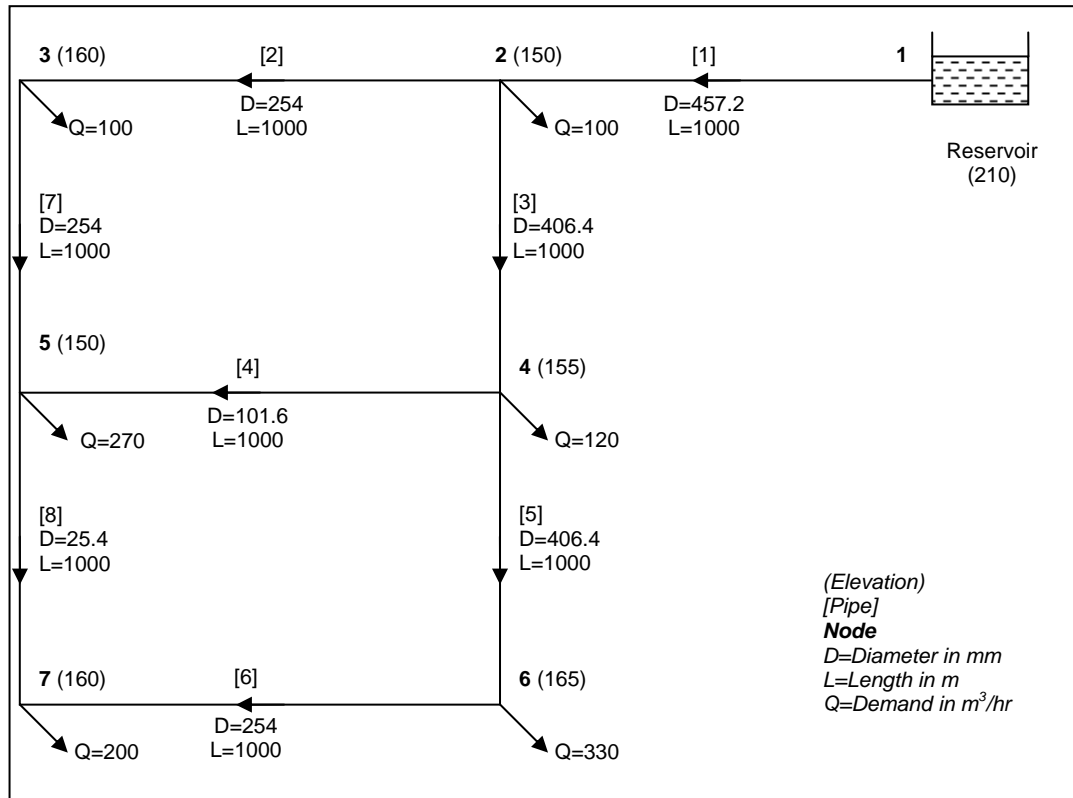 3 (160)
[2]
2 (150)
[1]
1
D=254
L=1000
D=457.2
L=1000
Q=100
Q=100
Reservoir
(210)
[7]
D=254
L=1000
[3]
D=406.4
L=1000
5 (150)
[4]
4 (155)
D=101.6
L=1000
Q=270
Q=120
[8]
D=25.4
L=1000
[5]
D=406.4
L=1000
7 (160)
[6]
6 (165)
D=254
L=1000
Q=200
Q=330
(Elevation)
[Pipe]
Node
D=Diameter in mm
L=Length in m
Q=Demand in m³/hr